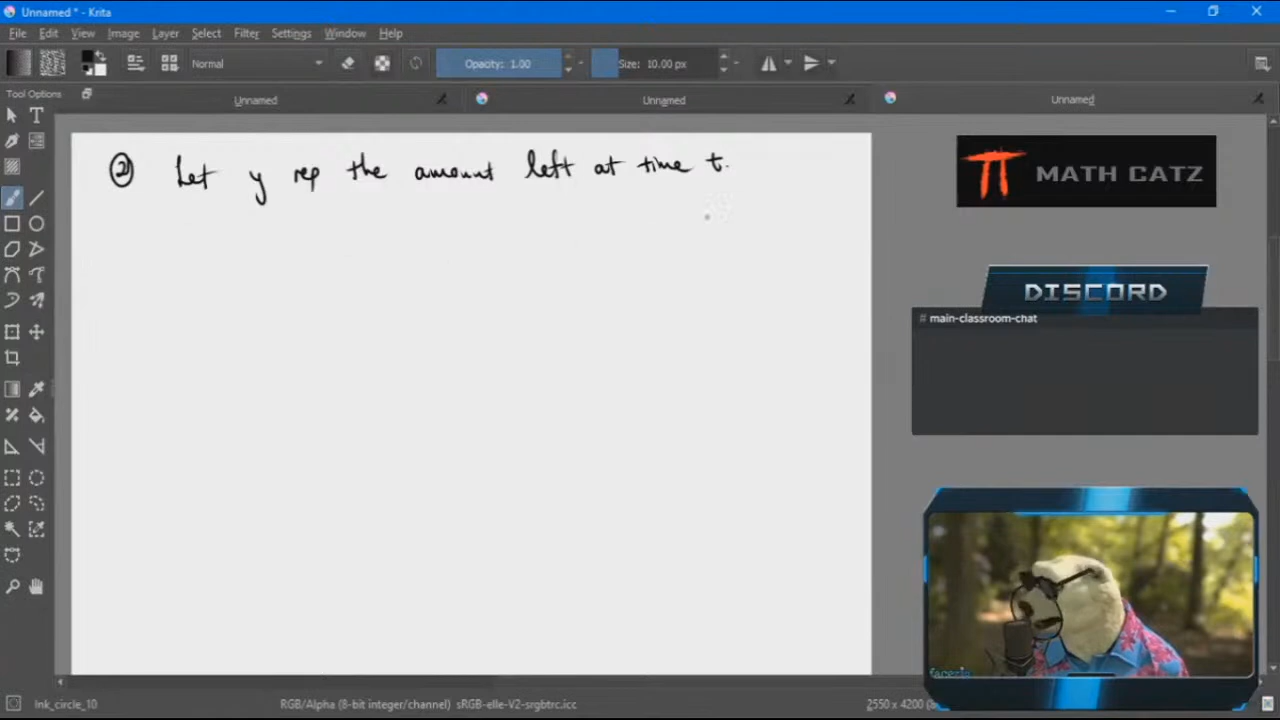 Unnamed * - Krita
File Edit View Image Layer Select Filter Settings Window Help
Normal Opacity: 1.00 Size: 10.00 px
Tool Options
Unnamed Unnamed Unnamed
② Let y rep the amount left at time t.
MATH CATZ
DISCORD
# main-classroom-chat
facerig
Ink_circle_10 RGB/Alpha (8-bit integer/channel) sRGB-elle-V2-srgbtrc.icc 2550 x 4200 (8